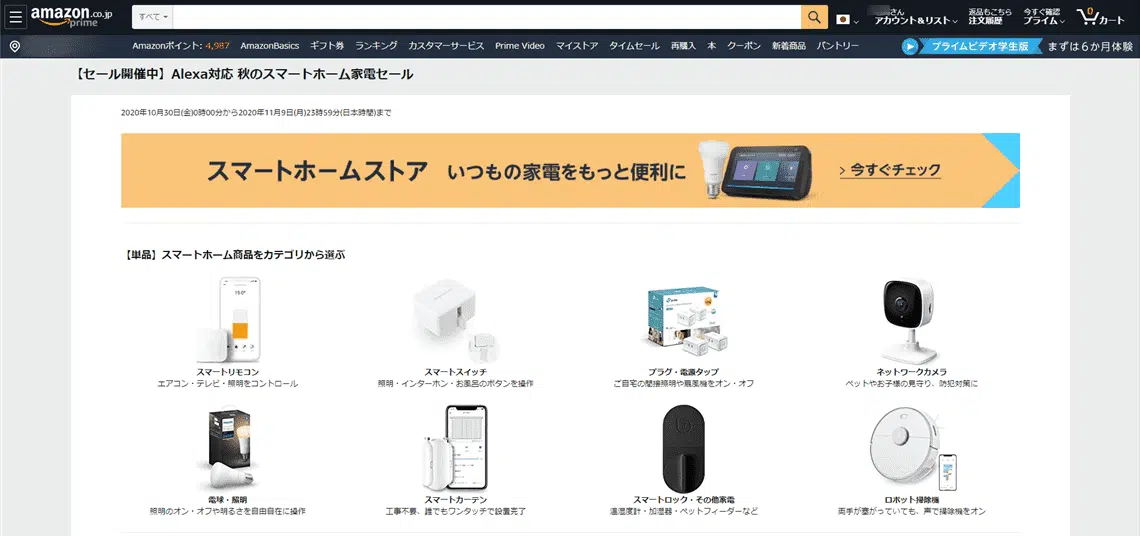 amazon.co.jp
prime
すべて
さん
アカウント&リスト
返品もこちら
注文履歴
今すぐ確認
プライム
0
カート
Amazonポイント: 4,987
AmazonBasics
ギフト券
ランキング
カスタマーサービス
Prime Video
マイストア
タイムセール
再購入
本
クーポン
新着商品
パントリー
プライムビデオ学生版
まずは6か月体験
【セール開催中】Alexa対応 秋のスマートホーム家電セール
2020年10月30日(金)0時00分から2020年11月9日(月)23時59分(日本時間)まで
スマートホームストア いつもの家電をもっと便利に
> 今すぐチェック
【単品】スマートホーム商品をカテゴリから選ぶ
スマートリモコン
エアコン・テレビ・照明をコントロール
スマートスイッチ
照明・インターホン・お風呂のボタンを操作
プラグ・電源タップ
ご自宅の間接照明や扇風機をオン・オフ
ネットワークカメラ
ペットやお子様の見守り、防犯対策に
電球・照明
照明のオン・オフや明るさを自由自在に操作
スマートカーテン
工事不要、誰でもワンタッチで設置完了
スマートロック・その他家電
温湿度計・加湿器・ペットフィーダーなど
ロボット掃除機
両手が塞がっていても、声で掃除機をオン